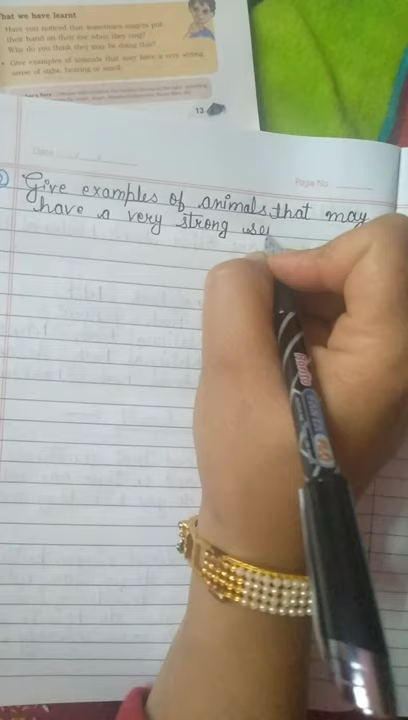 hat we have learnt
Have you noticed that sometimes singers put
their hand on their ear when they sing?
Why do you think they may be doing this?
• Give examples of animals that may have a very strong
sense of sight, hearing or smell.
13
Date
Page No.
Give examples of animals that may
have a very strong se